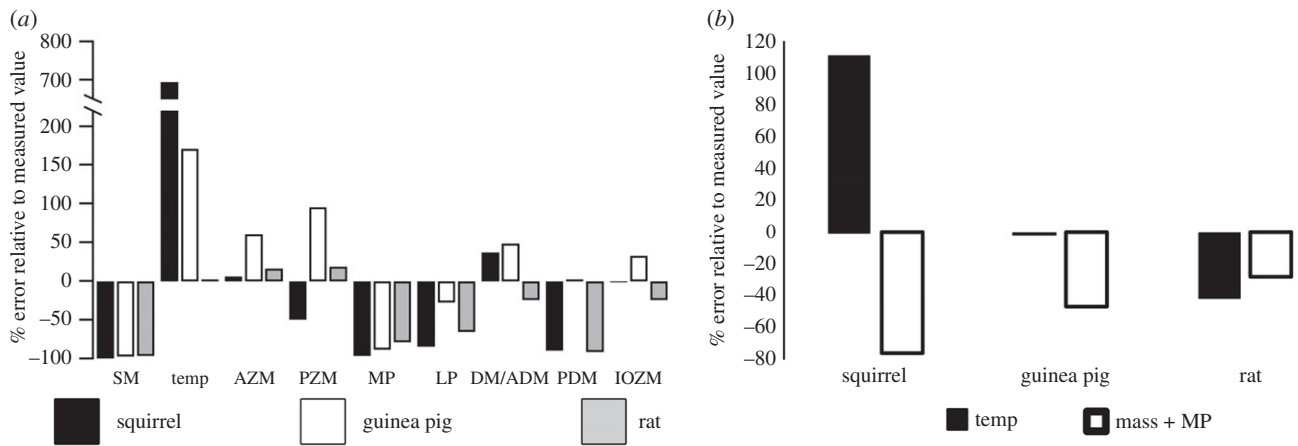 (a)
% error relative to measured value
800
700
200
150
100
50
0
−50
−100
SM temp AZM PZM MP LP DM/ADM PDM IOZM
squirrel guinea pig rat
(b)
% error relative to measured value
120
100
80
60
40
20
0
−20
−40
−60
−80
squirrel guinea pig rat
temp mass + MP